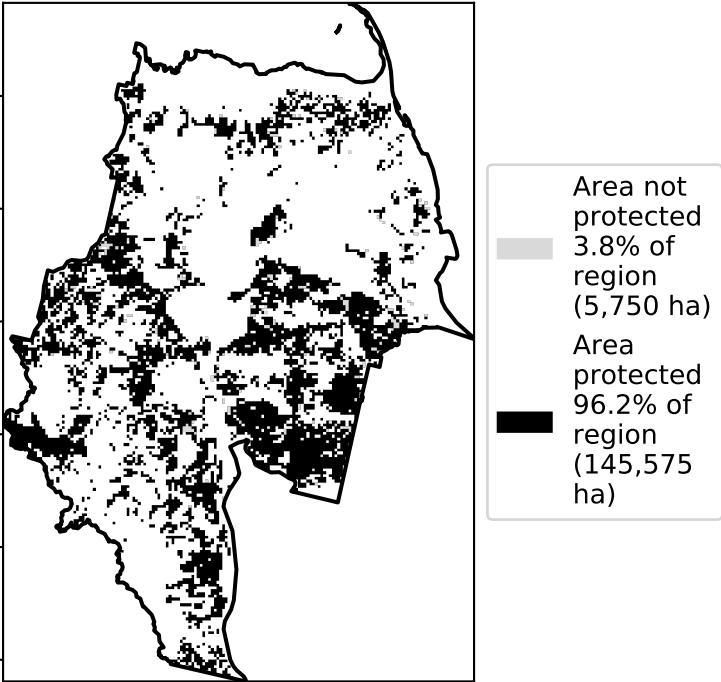 Area not
protected
3.8% of
region
(5,750 ha)
Area
protected
96.2% of
region
(145,575
ha)